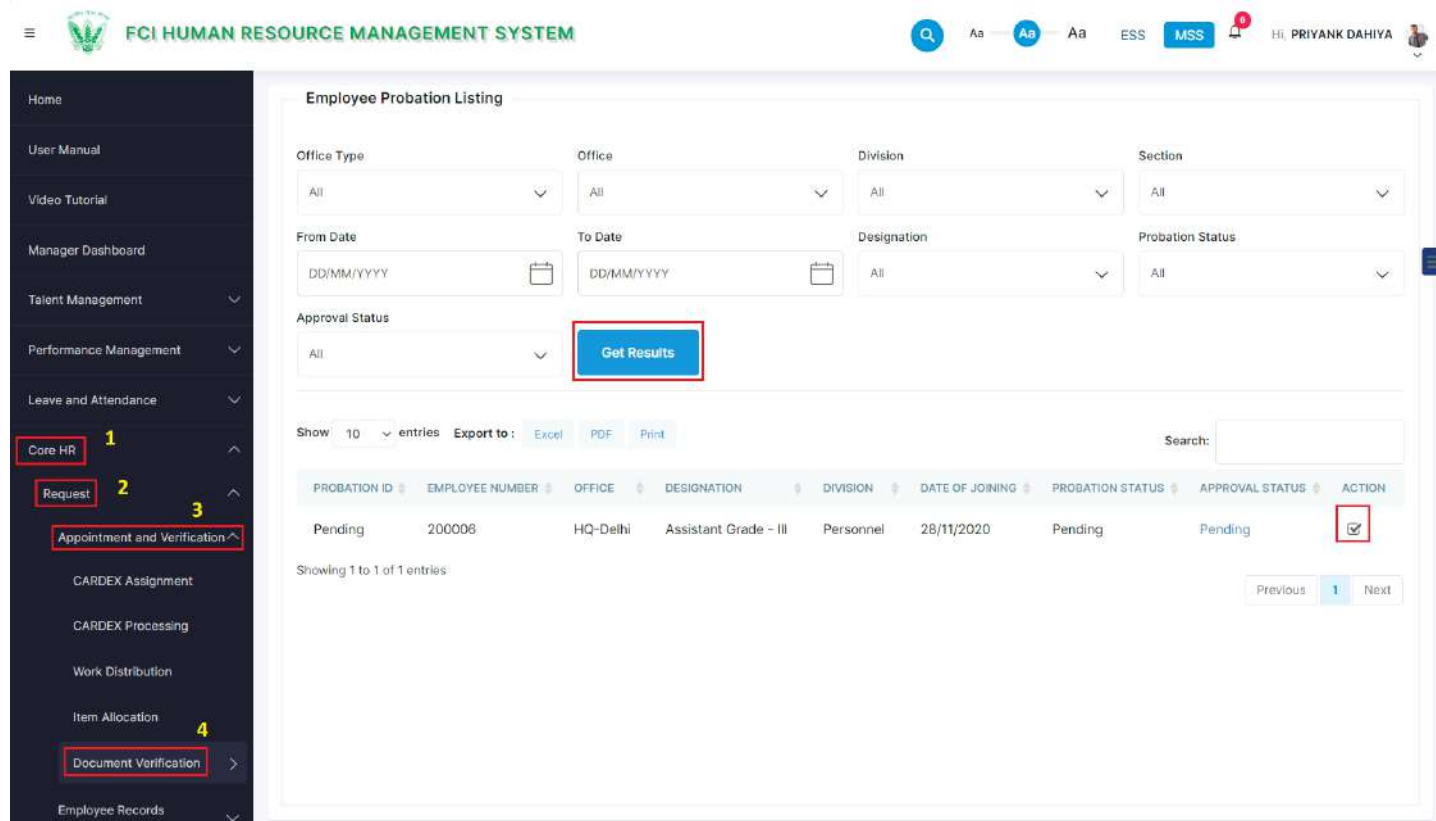 FCI HUMAN RESOURCE MANAGEMENT SYSTEM
Aa Aa Aa ESS MSS 6 Hi, PRIYANK DAHIYA
Home
User Manual
Video Tutorial
Manager Dashboard
Talent Management
Performance Management
Leave and Attendance
Core HR 1
Request 2
3
Appointment and Verification
CARDEX Assignment
CARDEX Processing
Work Distribution
Item Allocation
4
Document Verification
Employee Records
Employee Probation Listing
Office Type Office Division Section
All All All All
From Date To Date Designation Probation Status
DD/MM/YYYY DD/MM/YYYY All All
Approval Status
All Get Results
Show 10 entries Export to : Excel PDF Print Search:
PROBATION ID EMPLOYEE NUMBER OFFICE DESIGNATION DIVISION DATE OF JOINING PROBATION STATUS APPROVAL STATUS ACTION
Pending 200006 HQ-Delhi Assistant Grade - III Personnel 28/11/2020 Pending Pending
Showing 1 to 1 of 1 entries
Previous 1 Next